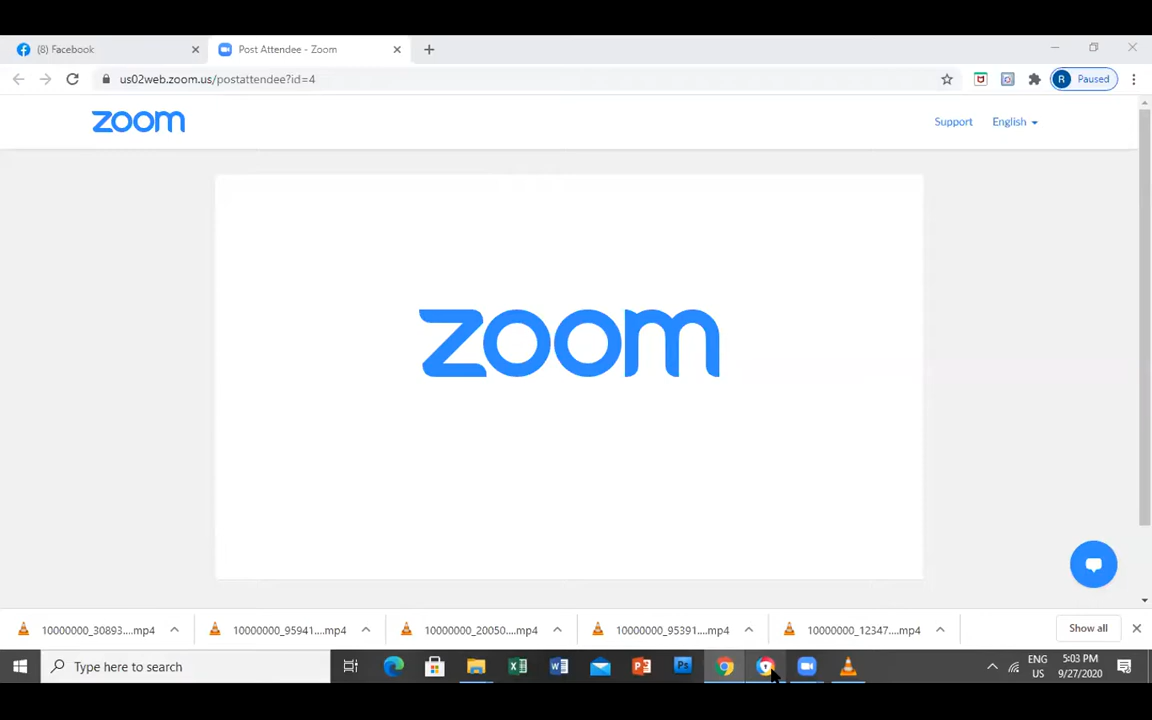 (8) Facebook
Post Attendee - Zoom
us02web.zoom.us/postattendee?id=4
R Paused
zoom
Support
English
zoom
10000000_30893....mp4
10000000_95941....mp4
10000000_20050....mp4
10000000_95391....mp4
10000000_12347....mp4
Show all
Type here to search
Ps
ENG
US
5:03 PM
9/27/2020